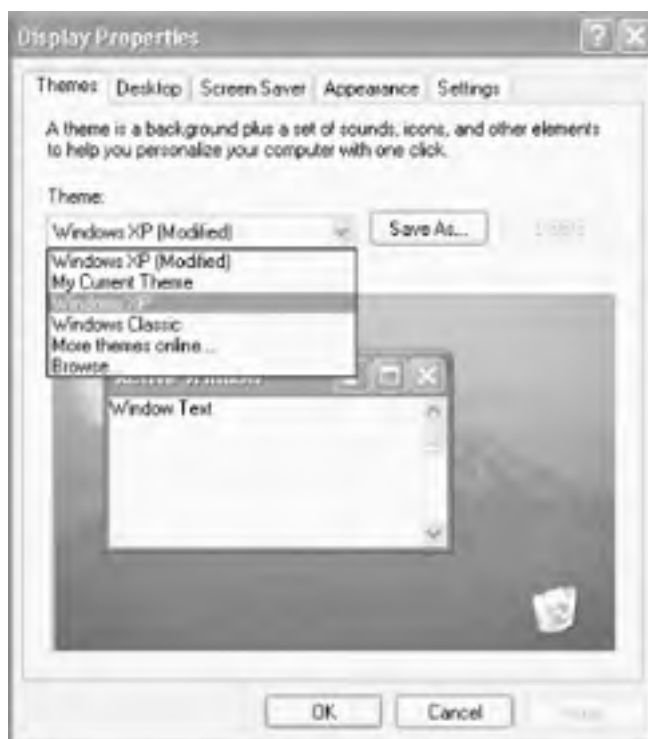 Display Properties
Themes Desktop Screen Saver Appearance Settings
A theme is a background plus a set of sounds, icons, and other elements
to help you personalize your computer with one click.
Theme:
Windows XP (Modified) Save As...
Windows XP (Modified)
My Current Theme
Windows XP
Windows Classic
More themes online...
Browse...
Active Window
Window Text
OK Cancel